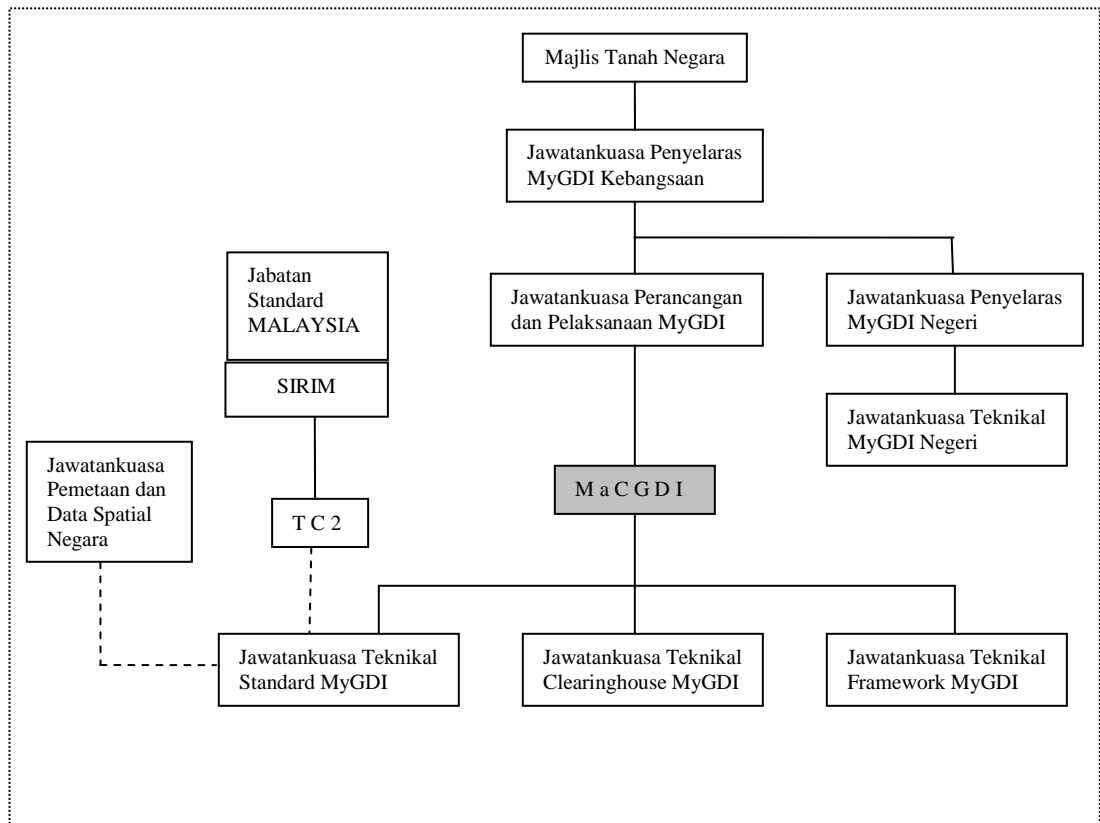 Majlis Tanah Negara
Jawatankuasa Penyelaras
MyGDI Kebangsaan
Jabatan
Standard
MALAYSIA
Jawatankuasa Perancangan
dan Pelaksanaan MyGDI
Jawatankuasa Penyelaras
MyGDI Negeri
SIRIM
Jawatankuasa Teknikal
MyGDI Negeri
Jawatankuasa
Pemetaan dan
Data Spatial
Negara
M a C G D I
T C 2
Jawatankuasa Teknikal
Standard MyGDI
Jawatankuasa Teknikal
Clearinghouse MyGDI
Jawatankuasa Teknikal
Framework MyGDI